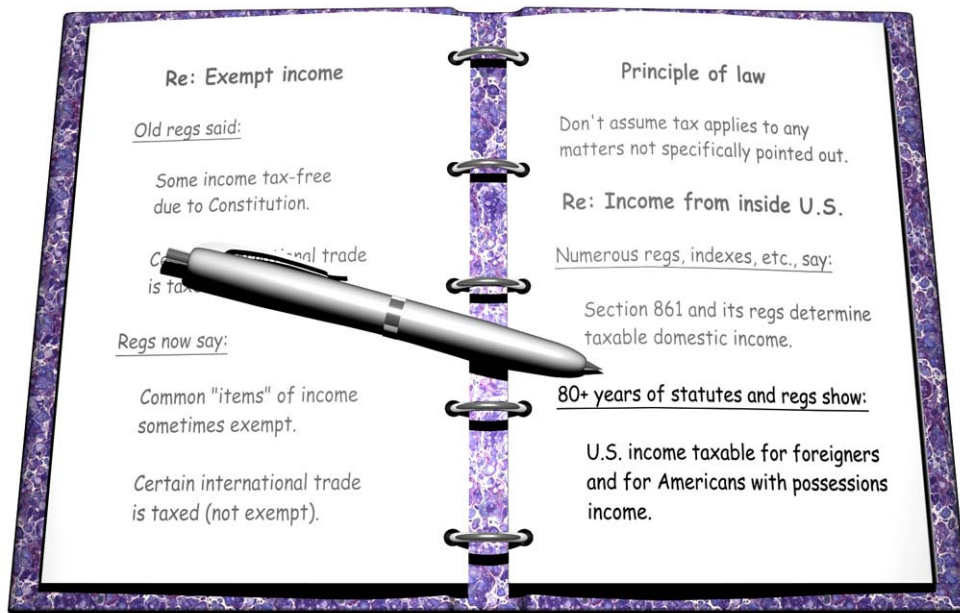 Re: Exempt income
Old regs said:
Some income tax-free
due to Constitution.
nal trade
is
Regs now say:
Common "items" of income
sometimes exempt.
Certain international trade
is taxed (not exempt).
Principle of law
Don't assume tax applies to any
matters not specifically pointed out.
Re: Income from inside U.S.
Numerous regs, indexes, etc., say:
Section 861 and its regs determine
taxable domestic income.
80+ years of statutes and regs show:
U.S. income taxable for foreigners
and for Americans with possessions
income.